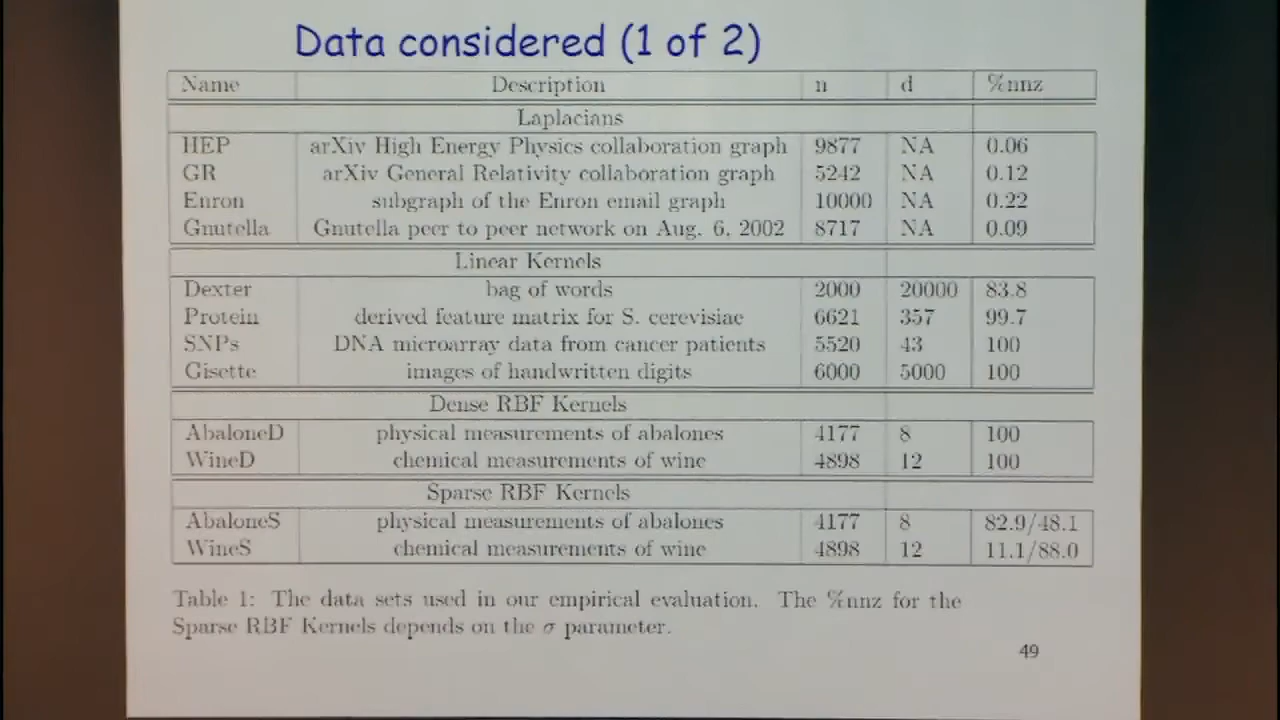 Data considered (1 of 2)
Name Description n d %nnz
Laplacians
HEP arXiv High Energy Physics collaboration graph 9877 NA 0.06
GR arXiv General Relativity collaboration graph 5242 NA 0.12
Enron subgraph of the Enron email graph 10000 NA 0.22
Gnutella Gnutella peer to peer network on Aug. 6, 2002 8717 NA 0.09
Linear Kernels
Dexter bag of words 2000 20000 83.8
Protein derived feature matrix for S. cerevisiae 6621 357 99.7
SNPs DNA microarray data from cancer patients 5520 43 100
Gisette images of handwritten digits 6000 5000 100
Dense RBF Kernels
AbaloneD physical measurements of abalones 4177 8 100
WineD chemical measurements of wine 4898 12 100
Sparse RBF Kernels
AbaloneS physical measurements of abalones 4177 8 82.9/48.1
WineS chemical measurements of wine 4898 12 11.1/88.0
Table 1: The data sets used in our empirical evaluation. The %nnz for the
Sparse RBF Kernels depends on the σ parameter.
49